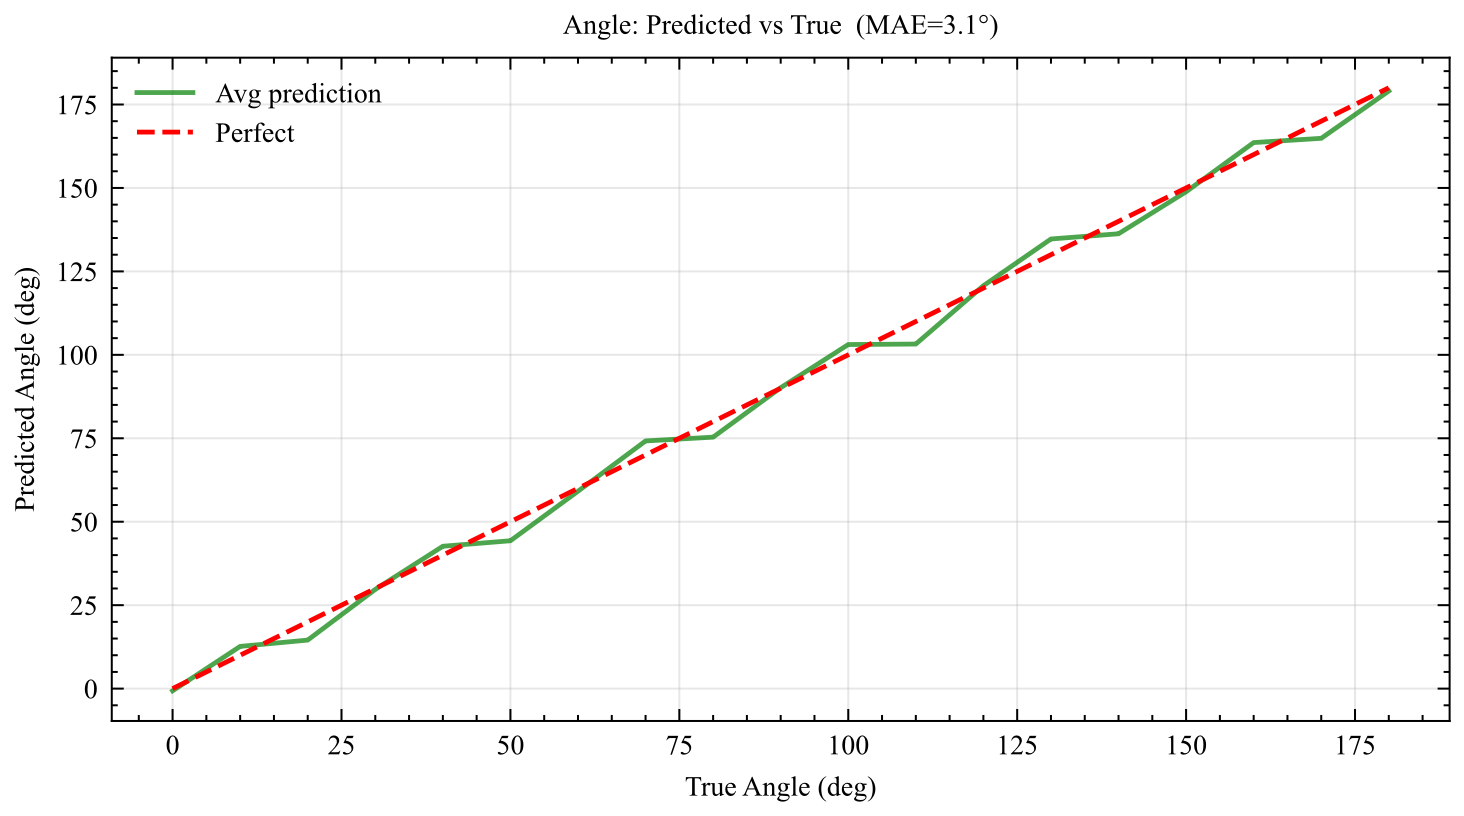 Angle: Predicted vs True (MAE=3.1°)
Avg prediction
Perfect
175
150
125
100
75
50
25
0
Predicted Angle (deg)
0 25 50 75 100 125 150 175
True Angle (deg)